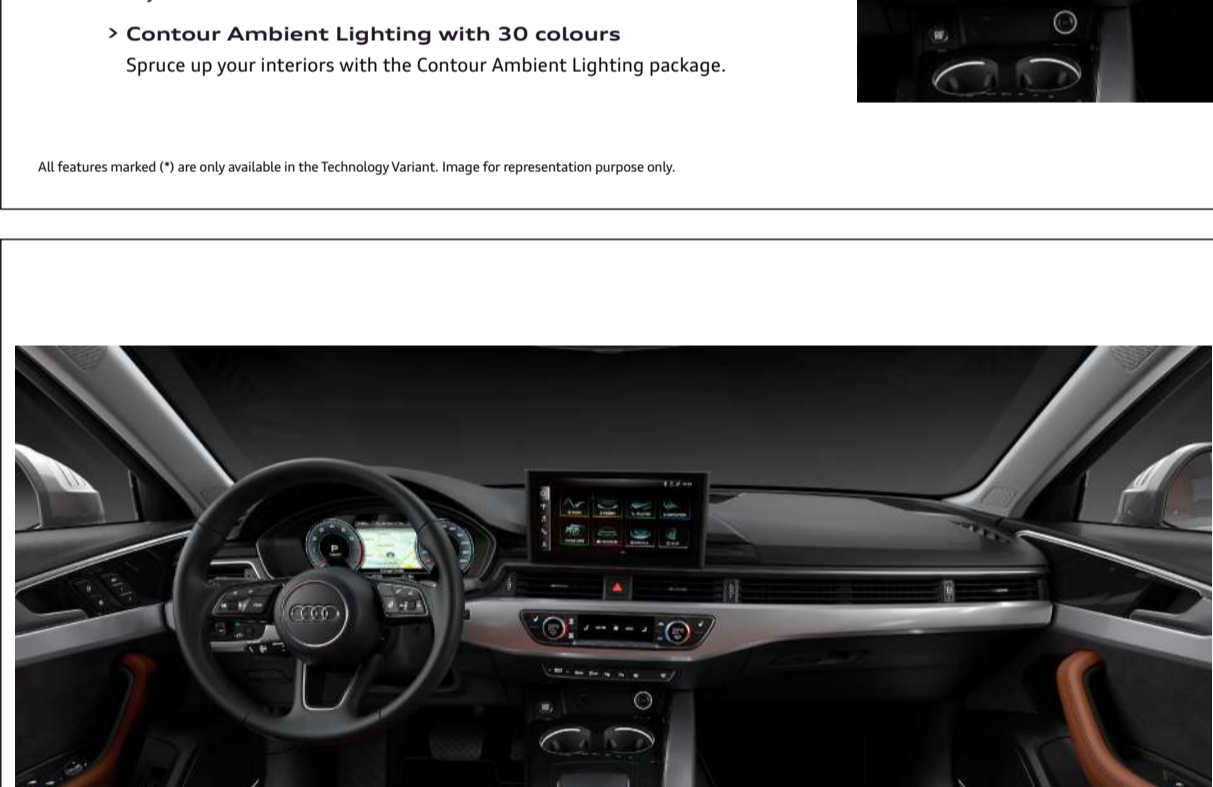 > Contour Ambient Lighting with 30 colours
Spruce up your interiors with the Contour Ambient Lighting package.
All features marked (*) are only available in the Technology Variant. Image for representation purpose only.
P